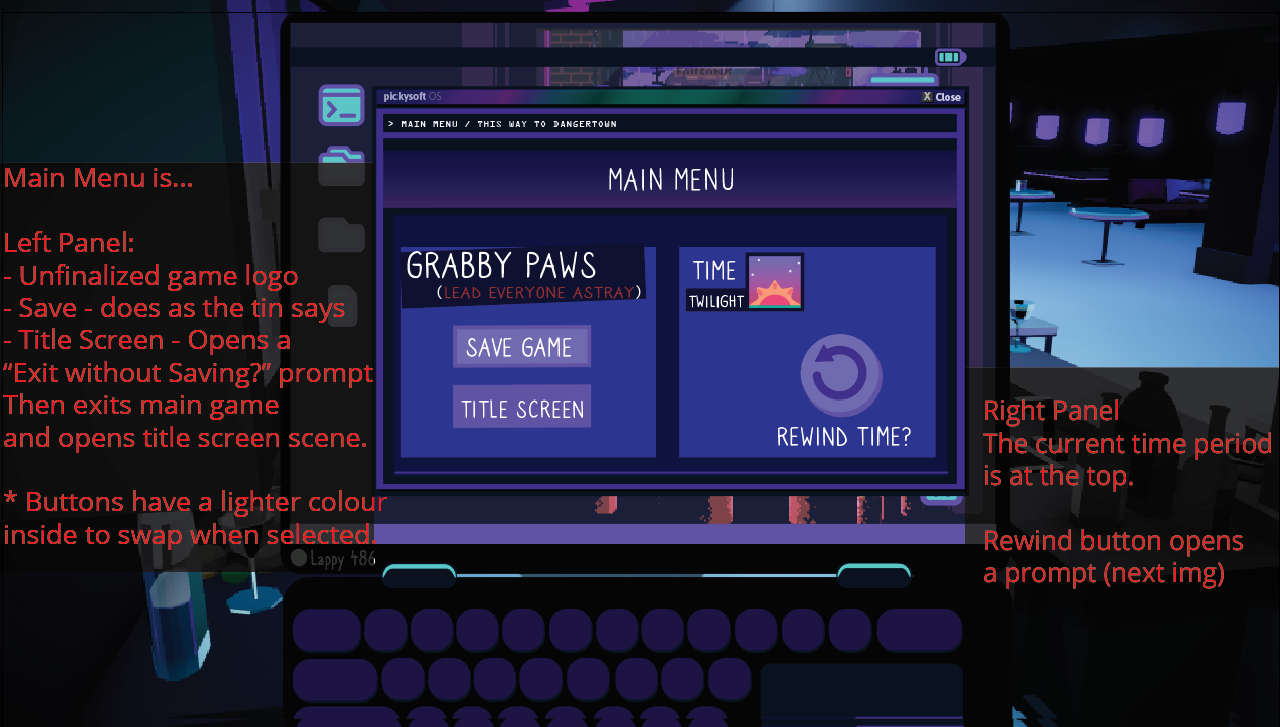 pickysoft OS
X Close
> MAIN MENU / THIS WAY TO DANGERTOWN
MAIN MENU
Main Menu is...
Left Panel:
- Unfinalized game logo
- Save - does as the tin says
- Title Screen - Opens a
“Exit without Saving?” prompt
Then exits main game
and opens title screen scene.
* Buttons have a lighter colour
inside to swap when selected.
GRABBY PAWS
(LEAD EVERYONE ASTRAY)
SAVE GAME
TITLE SCREEN
TIME
TWILIGHT
REWIND TIME?
Right Panel
The current time period
is at the top.
Rewind button opens
a prompt (next img)
Lappy 486